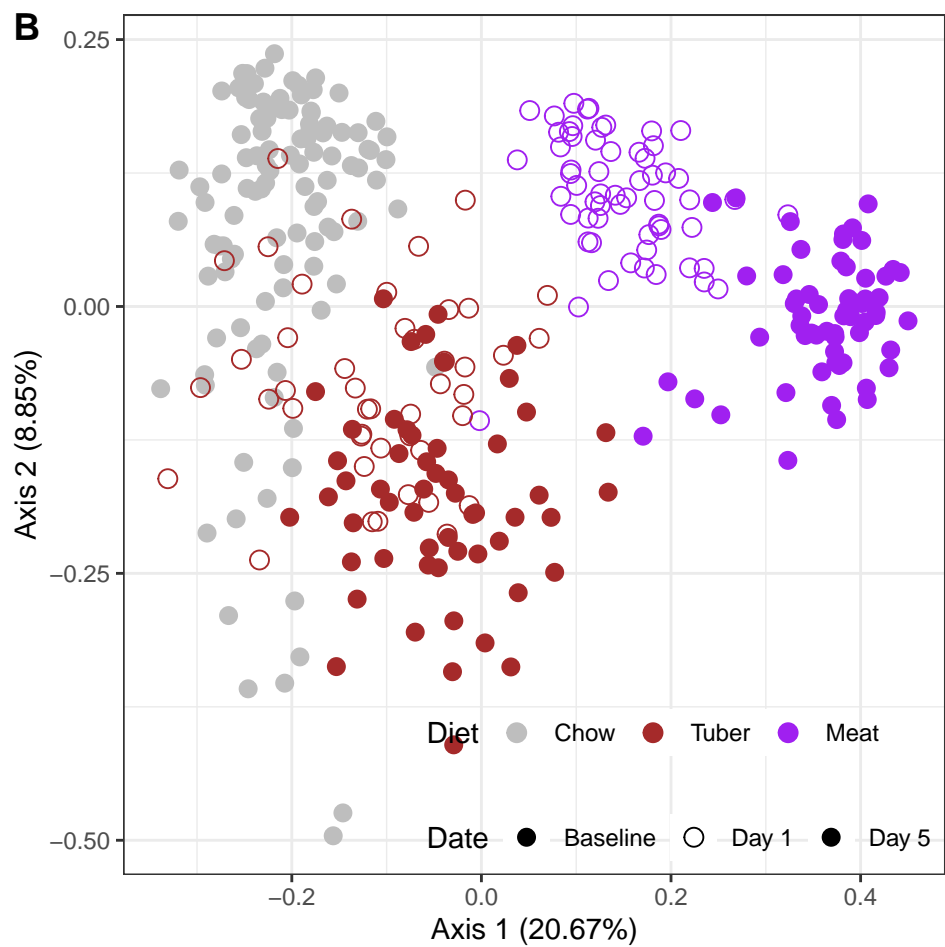 B
0.25
0.00
−0.25
−0.50
Axis 2 (8.85%)
Diet Chow Tuber Meat
Date Baseline Day 1 Day 5
−0.2 0.0 0.2 0.4
Axis 1 (20.67%)